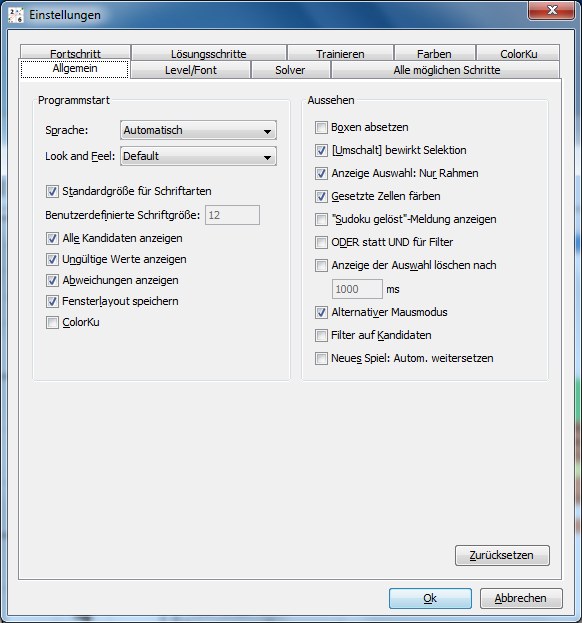 Einstellungen
Fortschritt Lösungsschritte Trainieren Farben ColorKu
Allgemein Level/Font Solver Alle möglichen Schritte
Programmstart
Sprache: Automatisch
Look and Feel: Default
Standardgröße für Schriftarten
Benutzerdefinierte Schriftgröße: 12
Alle Kandidaten anzeigen
Ungültige Werte anzeigen
Abweichungen anzeigen
Fensterlayout speichern
ColorKu
Aussehen
Boxen absetzen
[Umschalt] bewirkt Selektion
Anzeige Auswahl: Nur Rahmen
Gesetzte Zellen färben
"Sudoku gelöst"-Meldung anzeigen
ODER statt UND für Filter
Anzeige der Auswahl löschen nach
1000 ms
Alternativer Mausmodus
Filter auf Kandidaten
Neues Spiel: Autom. weitersetzen
Zurücksetzen
Ok Abbrechen